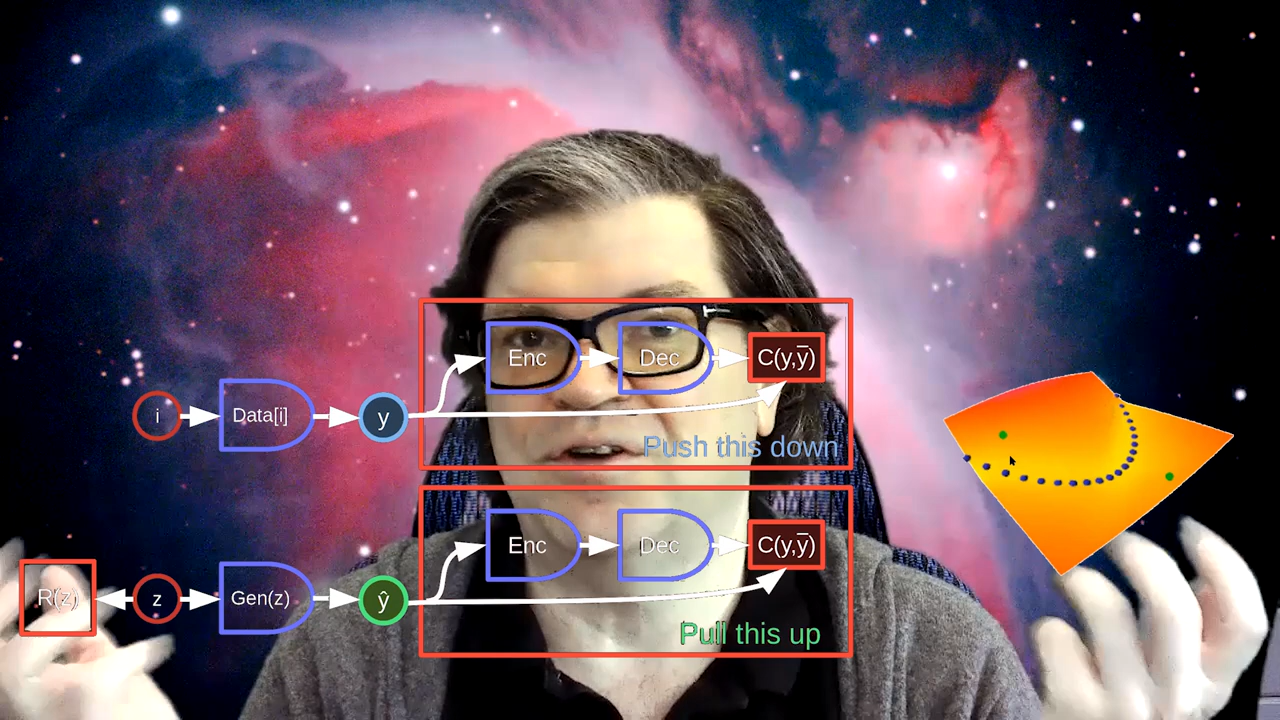 Enc
Dec
C(y,ȳ)
i
Data[i]
y
Push this down
Enc
Dec
C(y,ȳ)
R(z)
z
Gen(z)
ŷ
Pull this up